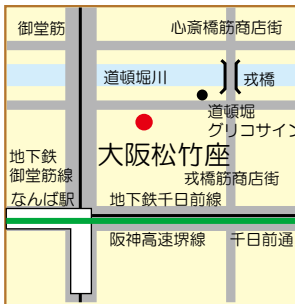 御堂筋
心斎橋筋商店街
道頓堀川
戎橋
道頓堀
グリコサイン
大阪松竹座
地下鉄
御堂筋線
なんば駅
戎橋筋商店街
地下鉄千日前線
阪神高速堺線
千日前通